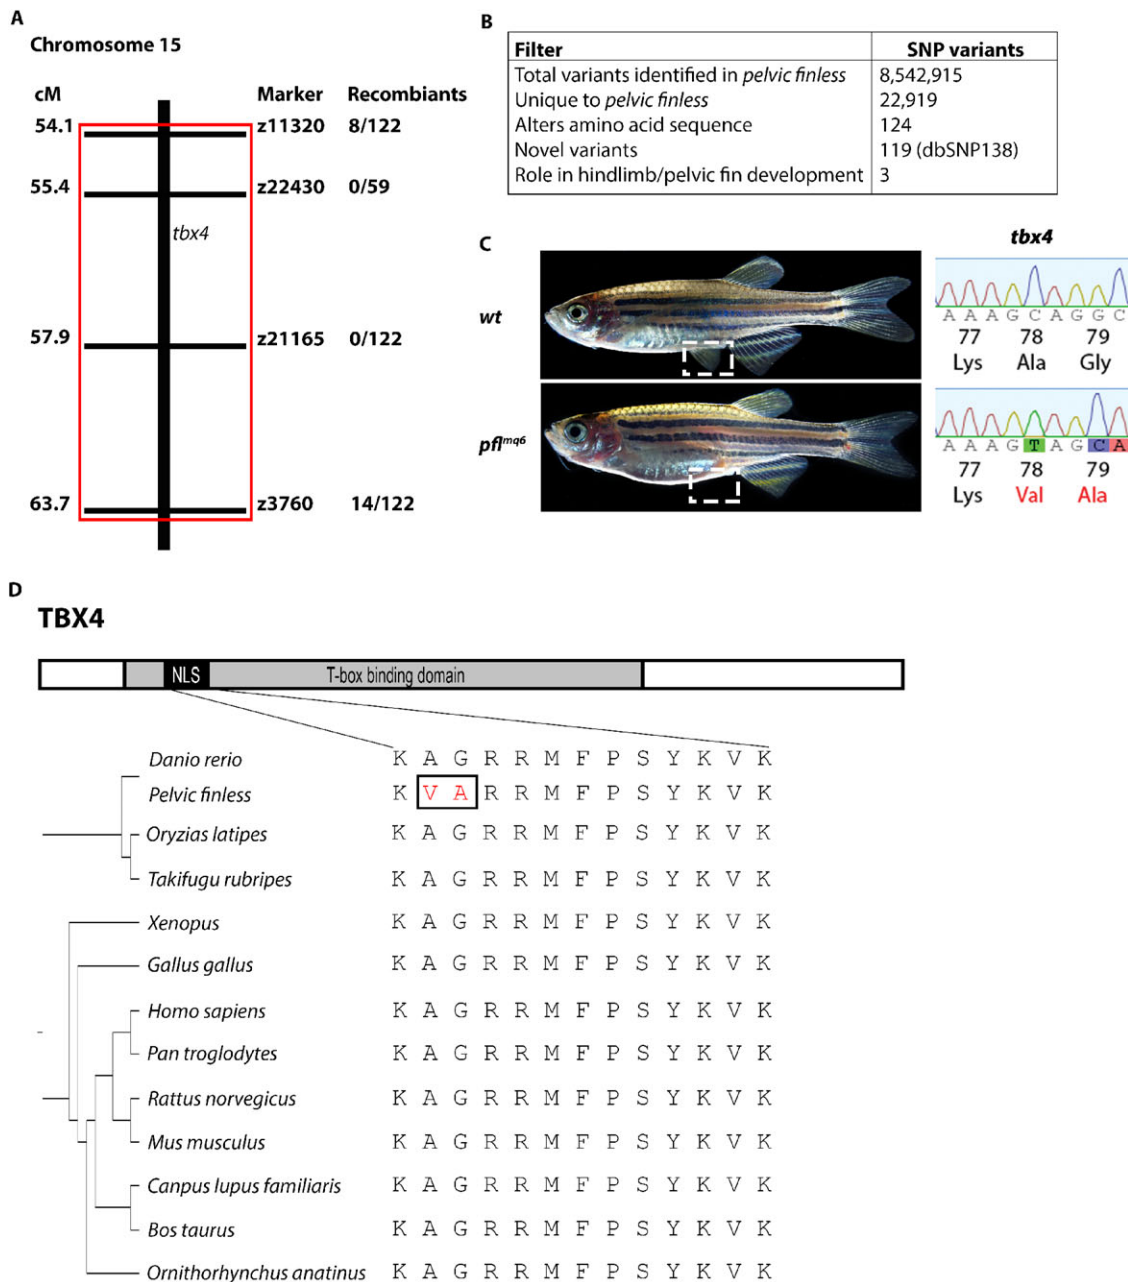 A
Chromosome 15
cM Marker Recombiants
54.1 z11320 8/122
55.4 z22430 0/59
tbx4
57.9 z21165 0/122
63.7 z3760 14/122
B
Filter SNP variants
Total variants identified in pelvic finless 8,542,915
Unique to pelvic finless 22,919
Alters amino acid sequence 124
Novel variants 119 (dbSNP138)
Role in hindlimb/pelvic fin development 3
C
tbx4
wt
A A A G C A G G C
77 78 79
Lys Ala Gly
pfl^mq6
A A A G T A G C A
77 78 79
Lys Val Ala
D
TBX4
NLS T-box binding domain
Danio rerio K A G R R M F P S Y K V K
Pelvic finless K V A R R M F P S Y K V K
Oryzias latipes K A G R R M F P S Y K V K
Takifugu rubripes K A G R R M F P S Y K V K
Xenopus K A G R R M F P S Y K V K
Gallus gallus K A G R R M F P S Y K V K
Homo sapiens K A G R R M F P S Y K V K
Pan troglodytes K A G R R M F P S Y K V K
Rattus norvegicus K A G R R M F P S Y K V K
Mus musculus K A G R R M F P S Y K V K
Canpus lupus familiaris K A G R R M F P S Y K V K
Bos taurus K A G R R M F P S Y K V K
Ornithorhynchus anatinus K A G R R M F P S Y K V K